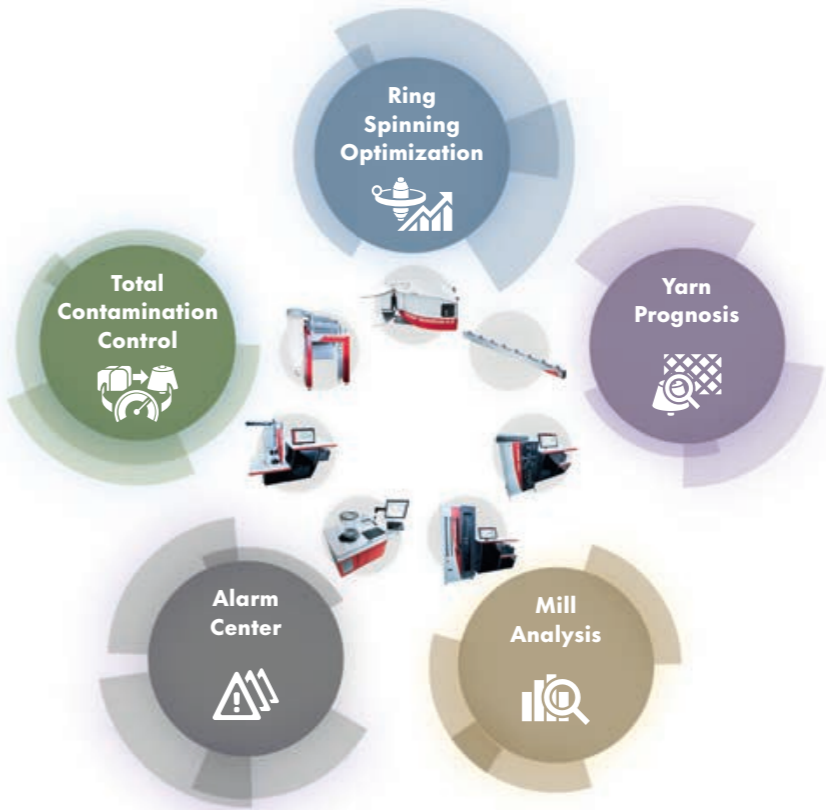 Ring
Spinning
Optimization
Total
Contamination
Control
Yarn
Prognosis
Alarm
Center
Mill
Analysis